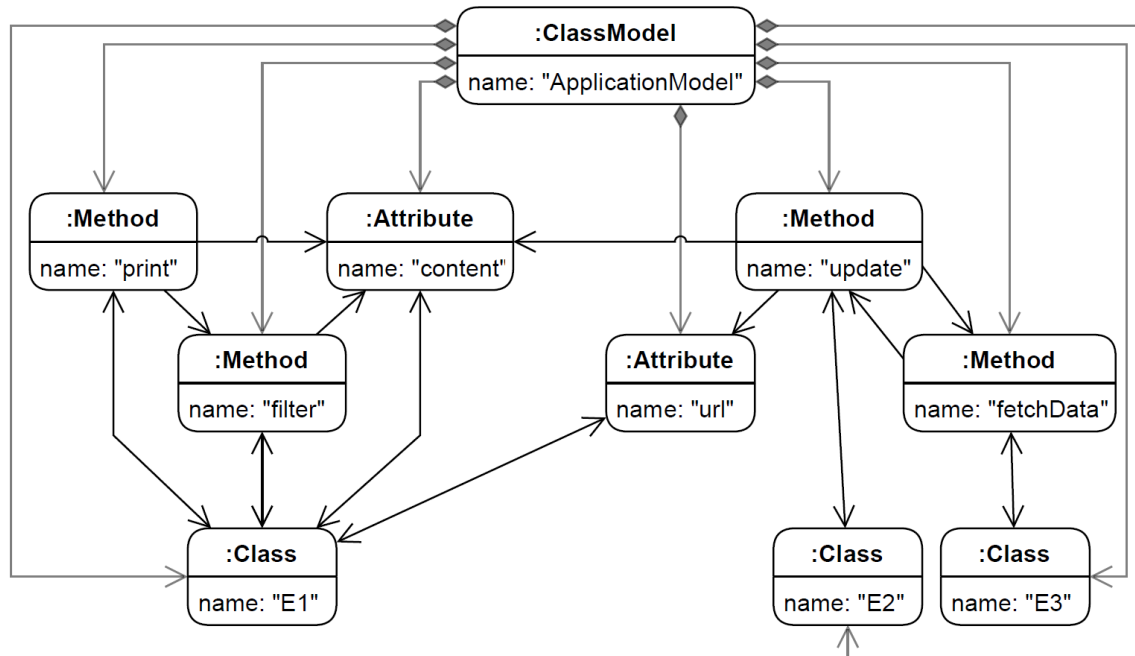 :ClassModel
name: "ApplicationModel"
:Method
name: "print"
:Attribute
name: "content"
:Method
name: "update"
:Method
name: "filter"
:Attribute
name: "url"
:Method
name: "fetchData"
:Class
name: "E1"
:Class
name: "E2"
:Class
name: "E3"